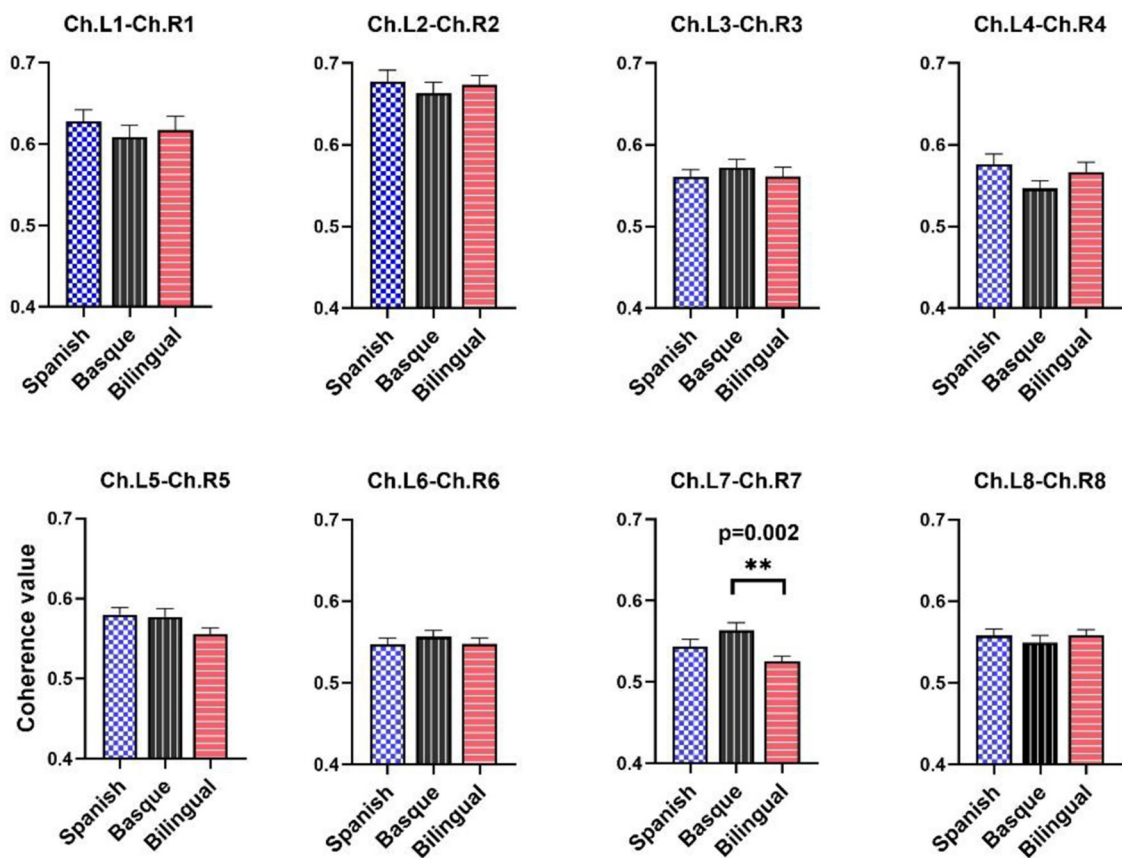 Ch.L1-Ch.R1
0.7
0.6
0.5
0.4
Spanish
Basque
Bilingual
Ch.L2-Ch.R2
0.7
0.6
0.5
0.4
Spanish
Basque
Bilingual
Ch.L3-Ch.R3
0.7
0.6
0.5
0.4
Spanish
Basque
Bilingual
Ch.L4-Ch.R4
0.7
0.6
0.5
0.4
Spanish
Basque
Bilingual
Ch.L5-Ch.R5
Coherence value
0.7
0.6
0.5
0.4
Spanish
Basque
Bilingual
Ch.L6-Ch.R6
0.7
0.6
0.5
0.4
Spanish
Basque
Bilingual
Ch.L7-Ch.R7
0.7
0.6
0.5
0.4
p=0.002
**
Spanish
Basque
Bilingual
Ch.L8-Ch.R8
0.7
0.6
0.5
0.4
Spanish
Basque
Bilingual